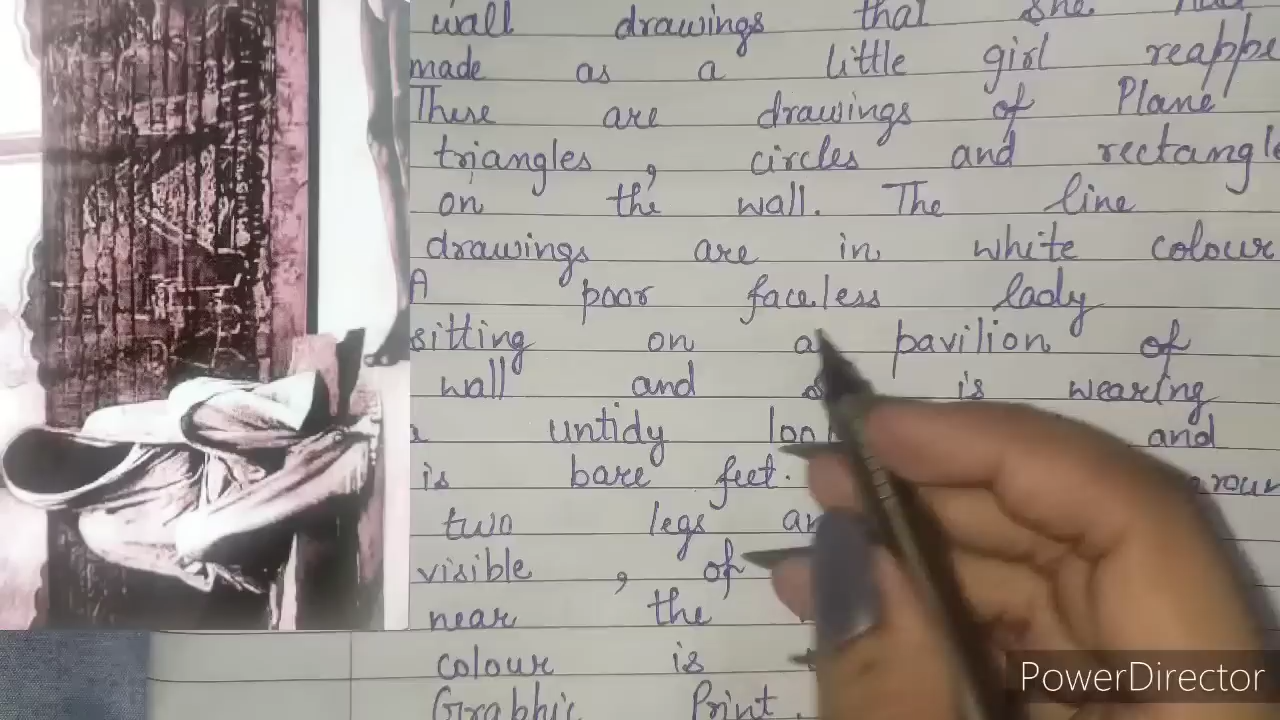 wall drawings that she
made as a little girl
There are drawings of Plane
triangles, circles and
on the wall. The line
drawings are in white colour
A poor faceless lady
sitting on a pavilion of
wall and is wearing
untidy and
is bare feet.
two legs
visible, of
near the
colour is
Graphic Print.
PowerDirector